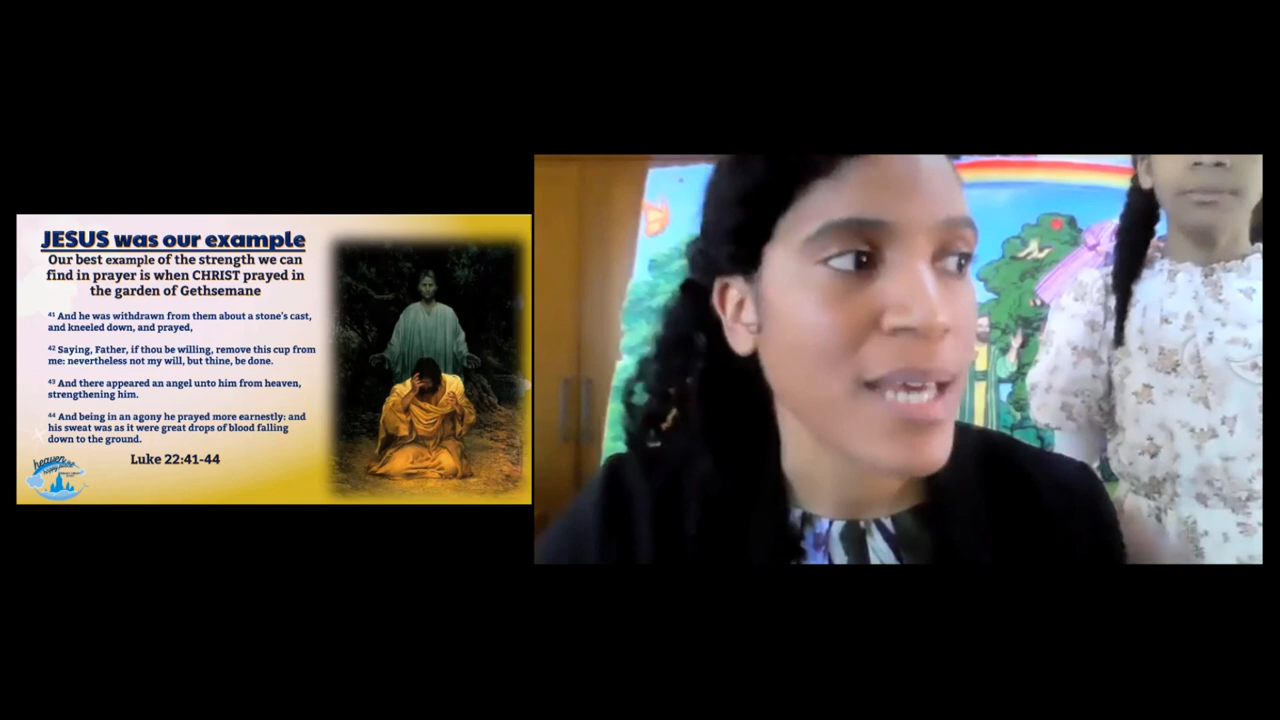 JESUS was our example
Our best example of the strength we can
find in prayer is when CHRIST prayed in
the garden of Gethsemane
41 And he was withdrawn from them about a stone's cast,
and kneeled down, and prayed,
42 Saying, Father, if thou be willing, remove this cup from
me: nevertheless not my will, but thine, be done.
43 And there appeared an angel unto him from heaven,
strengthening him.
44 And being in an agony he prayed more earnestly: and
his sweat was as it were great drops of blood falling
down to the ground.
Luke 22:41-44
heaven